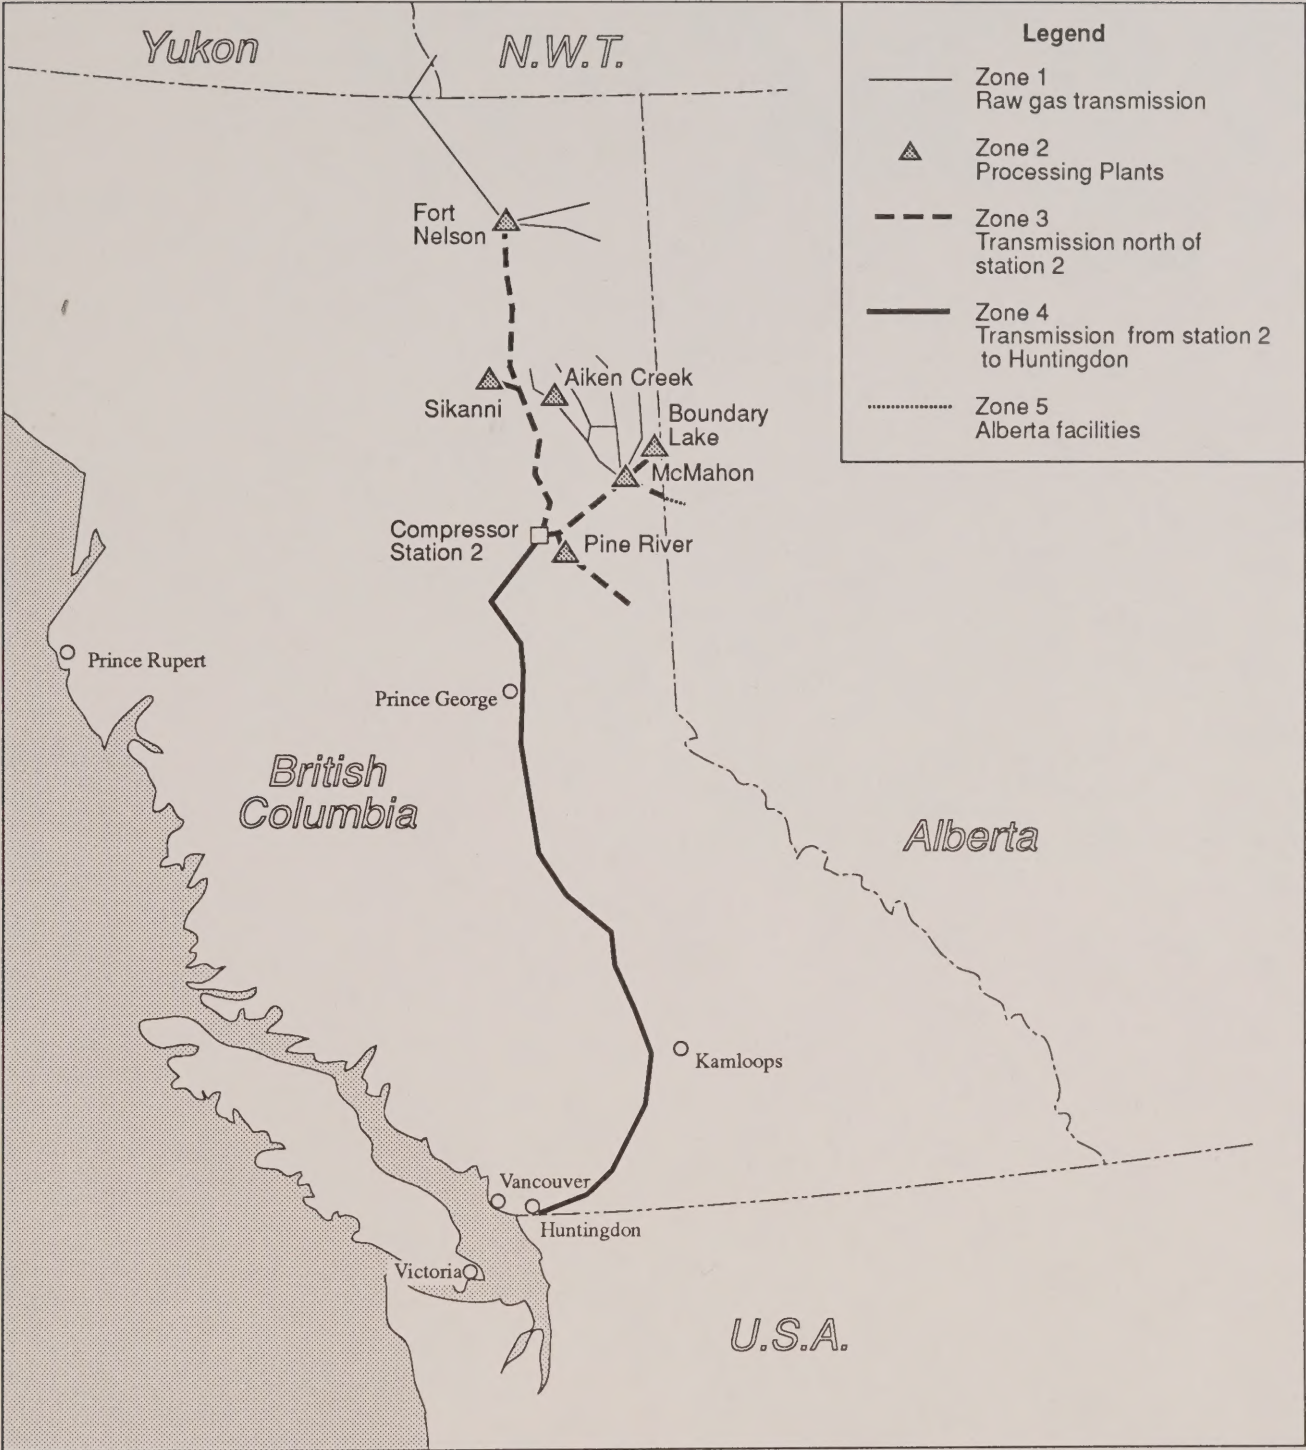 Yukon
N.W.T.
Legend
Zone 1
Raw gas transmission
Zone 2
Processing Plants
Zone 3
Transmission north of
station 2
Zone 4
Transmission from station 2
to Huntingdon
Zone 5
Alberta facilities
Fort
Nelson
Sikanni
Aiken Creek
Boundary
Lake
McMahon
Compressor
Station 2
Pine River
Prince Rupert
Prince George
British
Columbia
Alberta
Kamloops
Vancouver
Huntingdon
Victoria
U.S.A.